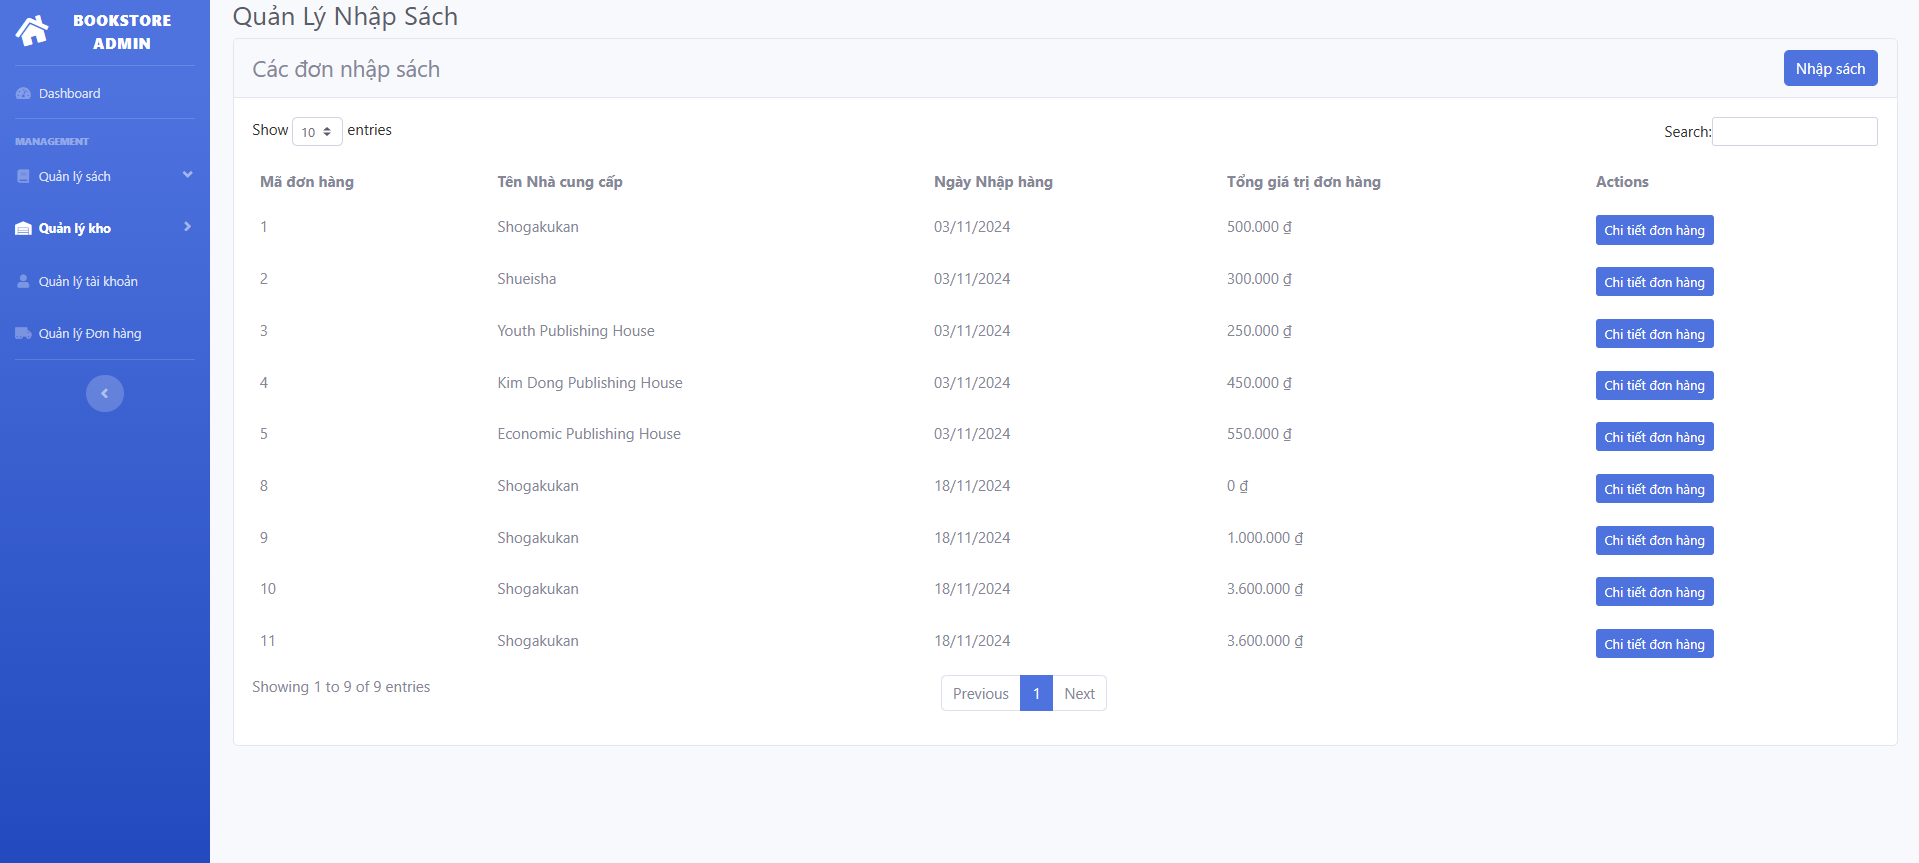 BOOKSTORE
ADMIN
Dashboard
MANAGEMENT
Quản lý sách
Quản lý kho
Quản lý tài khoản
Quản lý Đơn hàng
Quản Lý Nhập Sách
Các đơn nhập sách
Nhập sách
Show 10 entries
Search:
Mã đơn hàng Tên Nhà cung cấp Ngày Nhập hàng Tổng giá trị đơn hàng Actions
1 Shogakukan 03/11/2024 500.000 ₫ Chi tiết đơn hàng
2 Shueisha 03/11/2024 300.000 ₫ Chi tiết đơn hàng
3 Youth Publishing House 03/11/2024 250.000 ₫ Chi tiết đơn hàng
4 Kim Dong Publishing House 03/11/2024 450.000 ₫ Chi tiết đơn hàng
5 Economic Publishing House 03/11/2024 550.000 ₫ Chi tiết đơn hàng
8 Shogakukan 18/11/2024 0 ₫ Chi tiết đơn hàng
9 Shogakukan 18/11/2024 1.000.000 ₫ Chi tiết đơn hàng
10 Shogakukan 18/11/2024 3.600.000 ₫ Chi tiết đơn hàng
11 Shogakukan 18/11/2024 3.600.000 ₫ Chi tiết đơn hàng
Showing 1 to 9 of 9 entries
Previous 1 Next